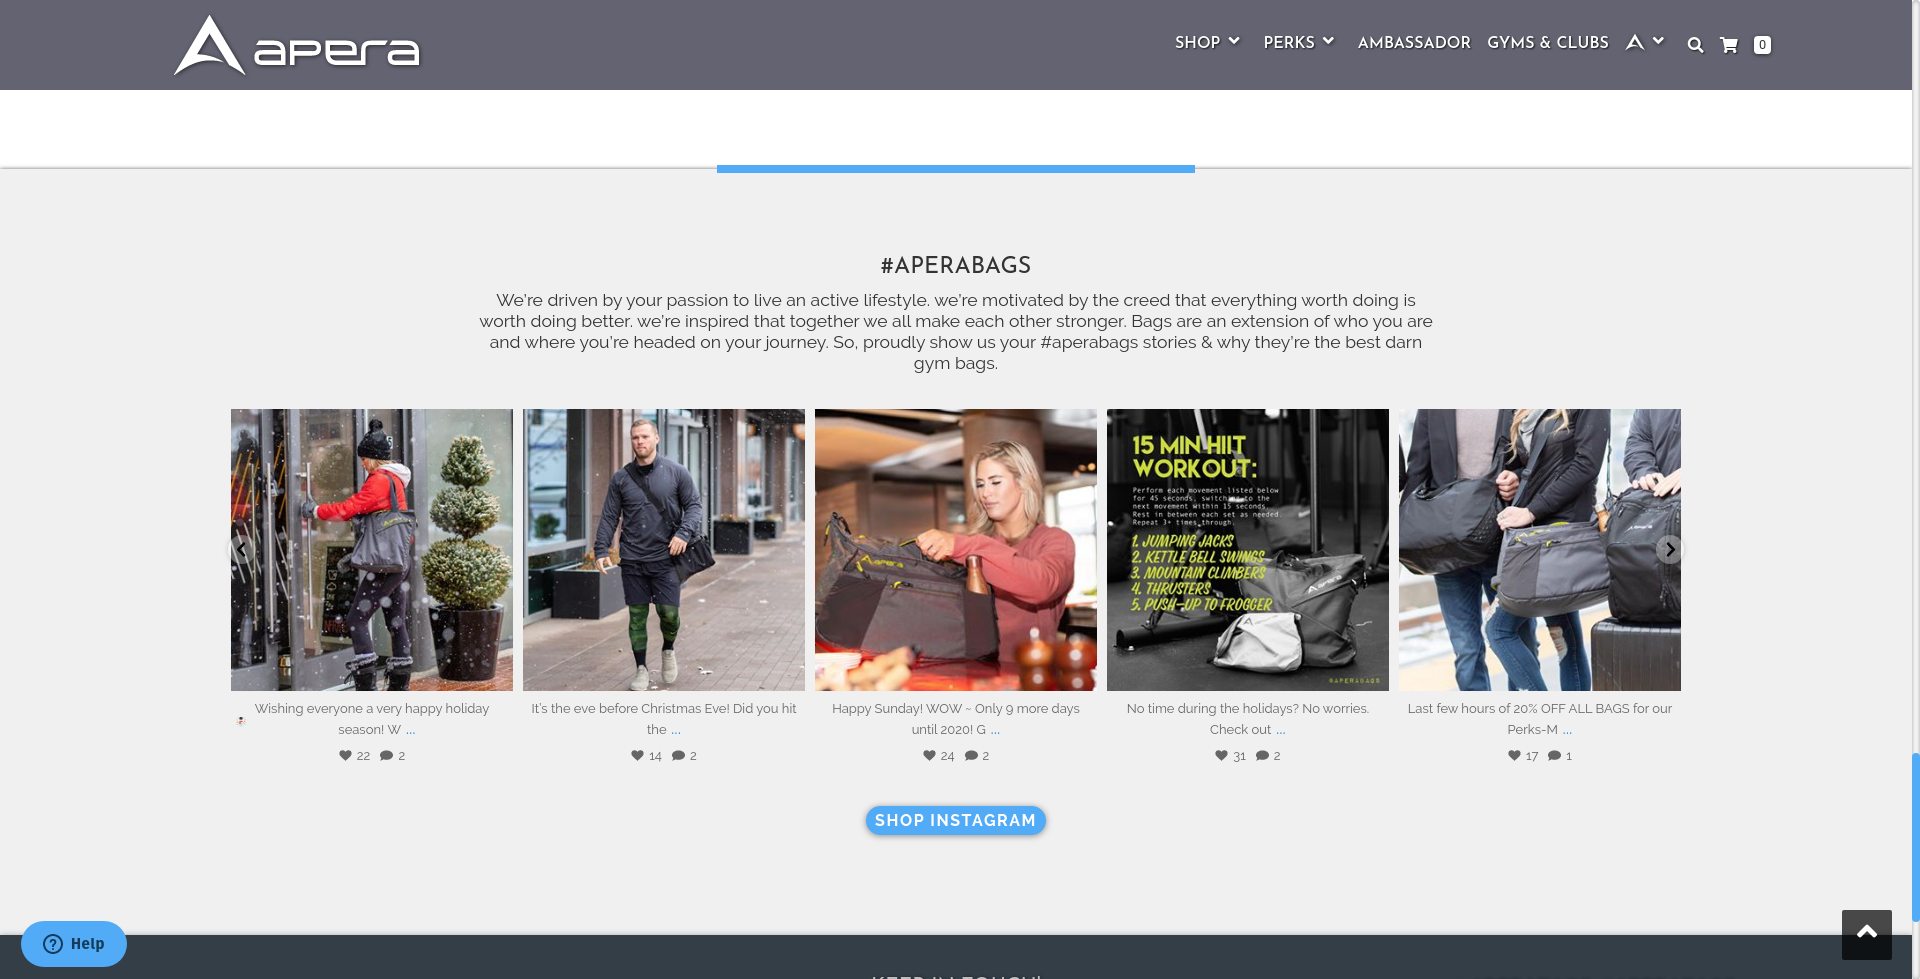 apera
SHOP
PERKS
AMBASSADOR
GYMS & CLUBS
0
#APERABAGS
We're driven by your passion to live an active lifestyle. we're motivated by the creed that everything worth doing is
worth doing better. we're inspired that together we all make each other stronger. Bags are an extension of who you are
and where you're headed on your journey. So, proudly show us your #aperabags stories & why they're the best darn
gym bags.
15 MIN HIIT
WORKOUT:
Perform each movement listed below
for 45 seconds, switching to the
next movement within 15 seconds.
Rest in between each set as needed.
Repeat 3+ times through.
1. JUMPING JACKS
2. KETTLE BELL SWINGS
3. MOUNTAIN CLIMBERS
4. THRUSTERS
5. PUSH-UP TO FROGGER
@APERABAGS
Wishing everyone a very happy holiday
season! W ...
22 2
It's the eve before Christmas Eve! Did you hit
the ...
14 2
Happy Sunday! WOW ~ Only 9 more days
until 2020! G ...
24 2
No time during the holidays? No worries.
Check out ...
31 2
Last few hours of 20% OFF ALL BAGS for our
Perks-M ...
17 1
SHOP INSTAGRAM
Help
KEEP IN TOUCH!